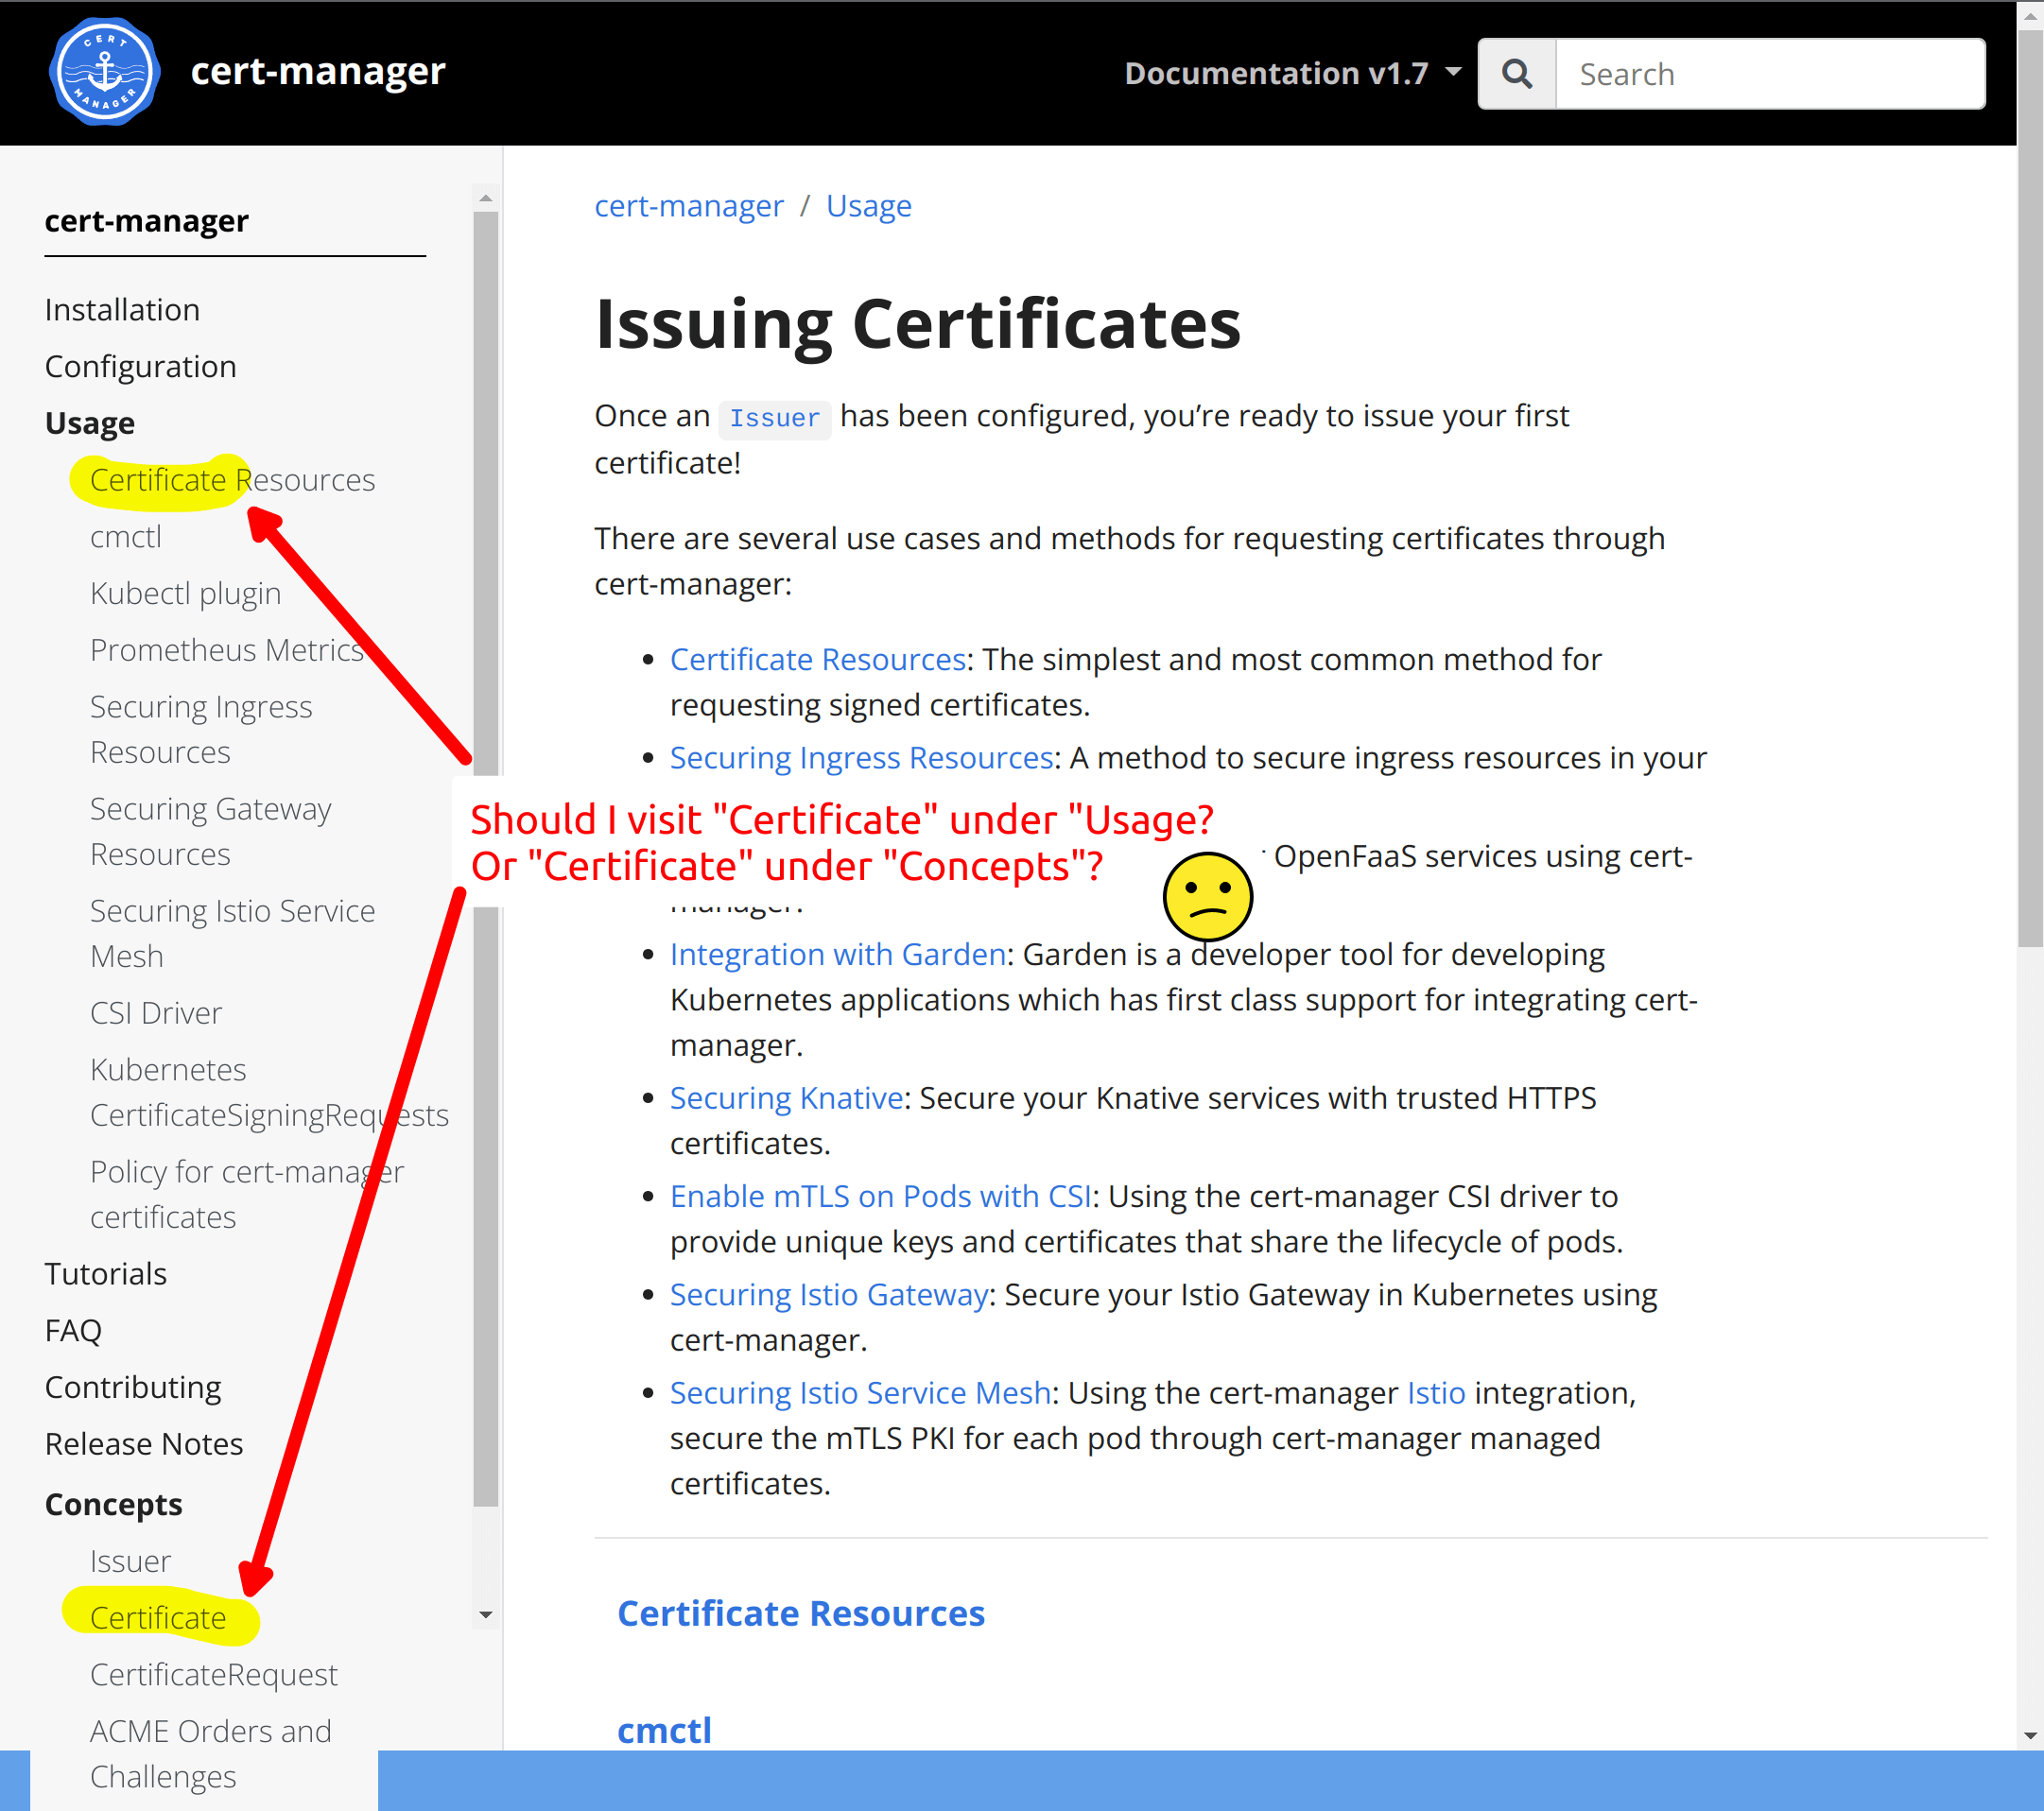 CERT
MANAGER
cert-manager
Documentation v1.7
Search
cert-manager
Installation
Configuration
Usage
Certificate Resources
cmctl
Kubectl plugin
Prometheus Metrics
Securing Ingress
Resources
Securing Gateway
Resources
Securing Istio Service
Mesh
CSI Driver
Kubernetes
CertificateSigningRequests
Policy for cert-manager
certificates
Tutorials
FAQ
Contributing
Release Notes
Concepts
Issuer
Certificate
CertificateRequest
ACME Orders and
Challenges
cert-manager / Usage
Issuing Certificates
Once an Issuer has been configured, you’re ready to issue your first
certificate!
There are several use cases and methods for requesting certificates through
cert-manager:
• Certificate Resources: The simplest and most common method for
requesting signed certificates.
• Securing Ingress Resources: A method to secure ingress resources in your
Should I visit "Certificate" under "Usage?
Or "Certificate" under "Concepts"?
OpenFaaS services using cert-
manager.
• Integration with Garden: Garden is a developer tool for developing
Kubernetes applications which has first class support for integrating cert-
manager.
• Securing Knative: Secure your Knative services with trusted HTTPS
certificates.
• Enable mTLS on Pods with CSI: Using the cert-manager CSI driver to
provide unique keys and certificates that share the lifecycle of pods.
• Securing Istio Gateway: Secure your Istio Gateway in Kubernetes using
cert-manager.
• Securing Istio Service Mesh: Using the cert-manager Istio integration,
secure the mTLS PKI for each pod through cert-manager managed
certificates.
Certificate Resources
cmctl